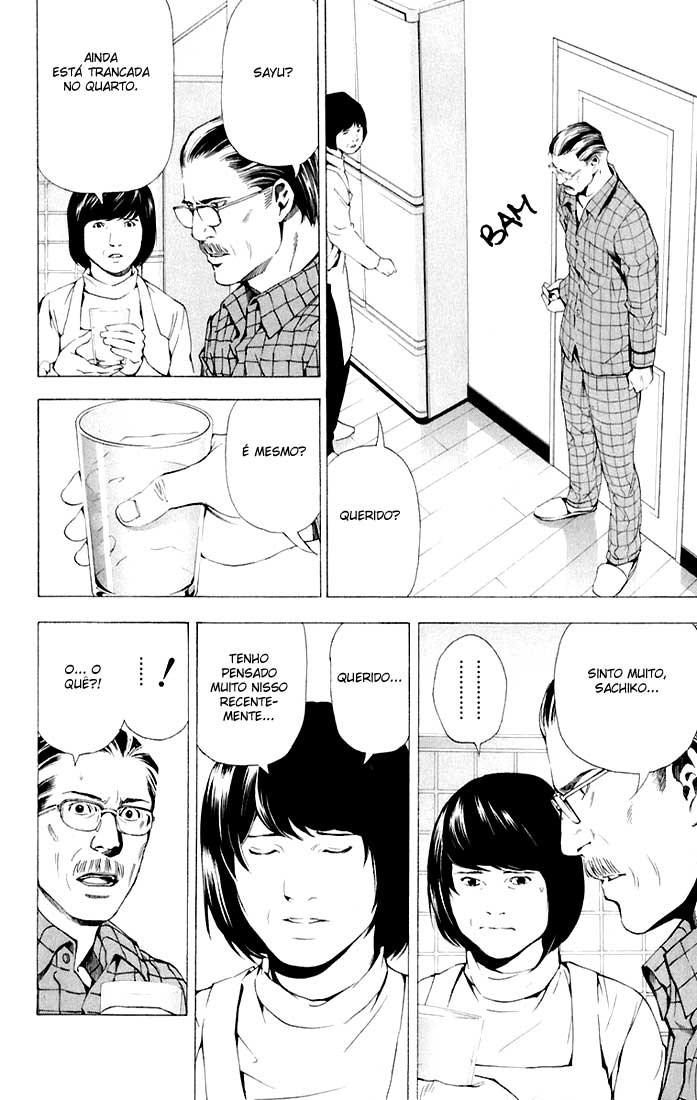 BAM
QUERIDO?
SAYU?
AINDA
ESTÁ TRANCADA
NO QUARTO.
É MESMO?
SINTO MUITO,
SACHIKO...
.........
QUERIDO...
TENHO
PENSADO
MUITO NISSO
RECENTE-
MENTE...
...!
O... O
QUÊ?!